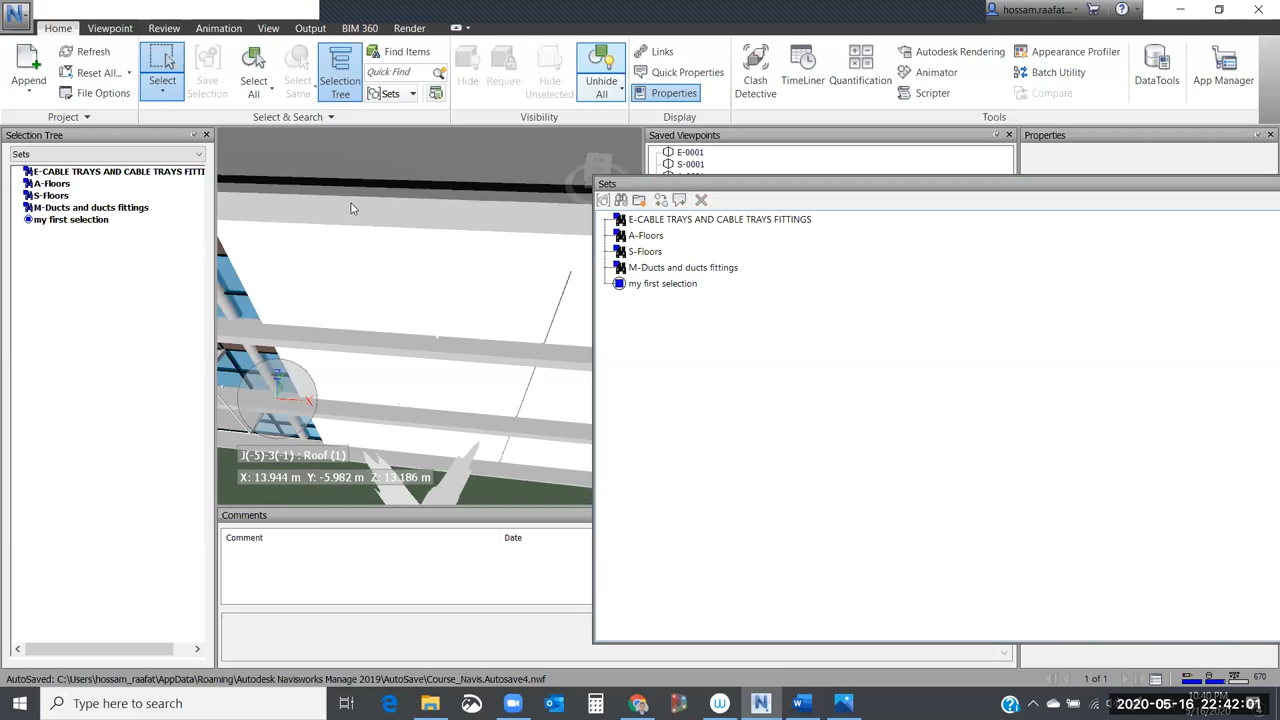 hossam.raafat...
Home Viewpoint Review Animation View Output BIM 360 Render
Append
Refresh
Reset All...
File Options
Project
Select
Save Selection
Select All
Select Same
Selection Tree
Find Items
Quick Find
Sets
Select & Search
Hide
Require
Hide Unselected
Unhide All
Visibility
Links
Quick Properties
Properties
Display
Clash Detective
TimeLiner
Quantification
Autodesk Rendering
Animator
Scripter
Appearance Profiler
Batch Utility
Compare
DataTools
App Manager
Tools
Selection Tree
Sets
E-CABLE TRAYS AND CABLE TRAYS FITTI
A-Floors
S-Floors
M-Ducts and ducts fittings
my first selection
X
J(-5)-3(-1) : Roof (1)
X: 13.944 m Y: -5.982 m Z: 13.186 m
Comments
Comment Date
Saved Viewpoints
E-0001
S-0001
Properties
Sets
E-CABLE TRAYS AND CABLE TRAYS FITTINGS
A-Floors
S-Floors
M-Ducts and ducts fittings
my first selection
AutoSaved: C:\Users\hossam_raafat\AppData\Roaming\Autodesk Navisworks Manage 2019\AutoSave\Course_Navis.Autosave4.nwf
1 of 1
670
Type here to search
10:40 PM
2020-05-16 22:42:01